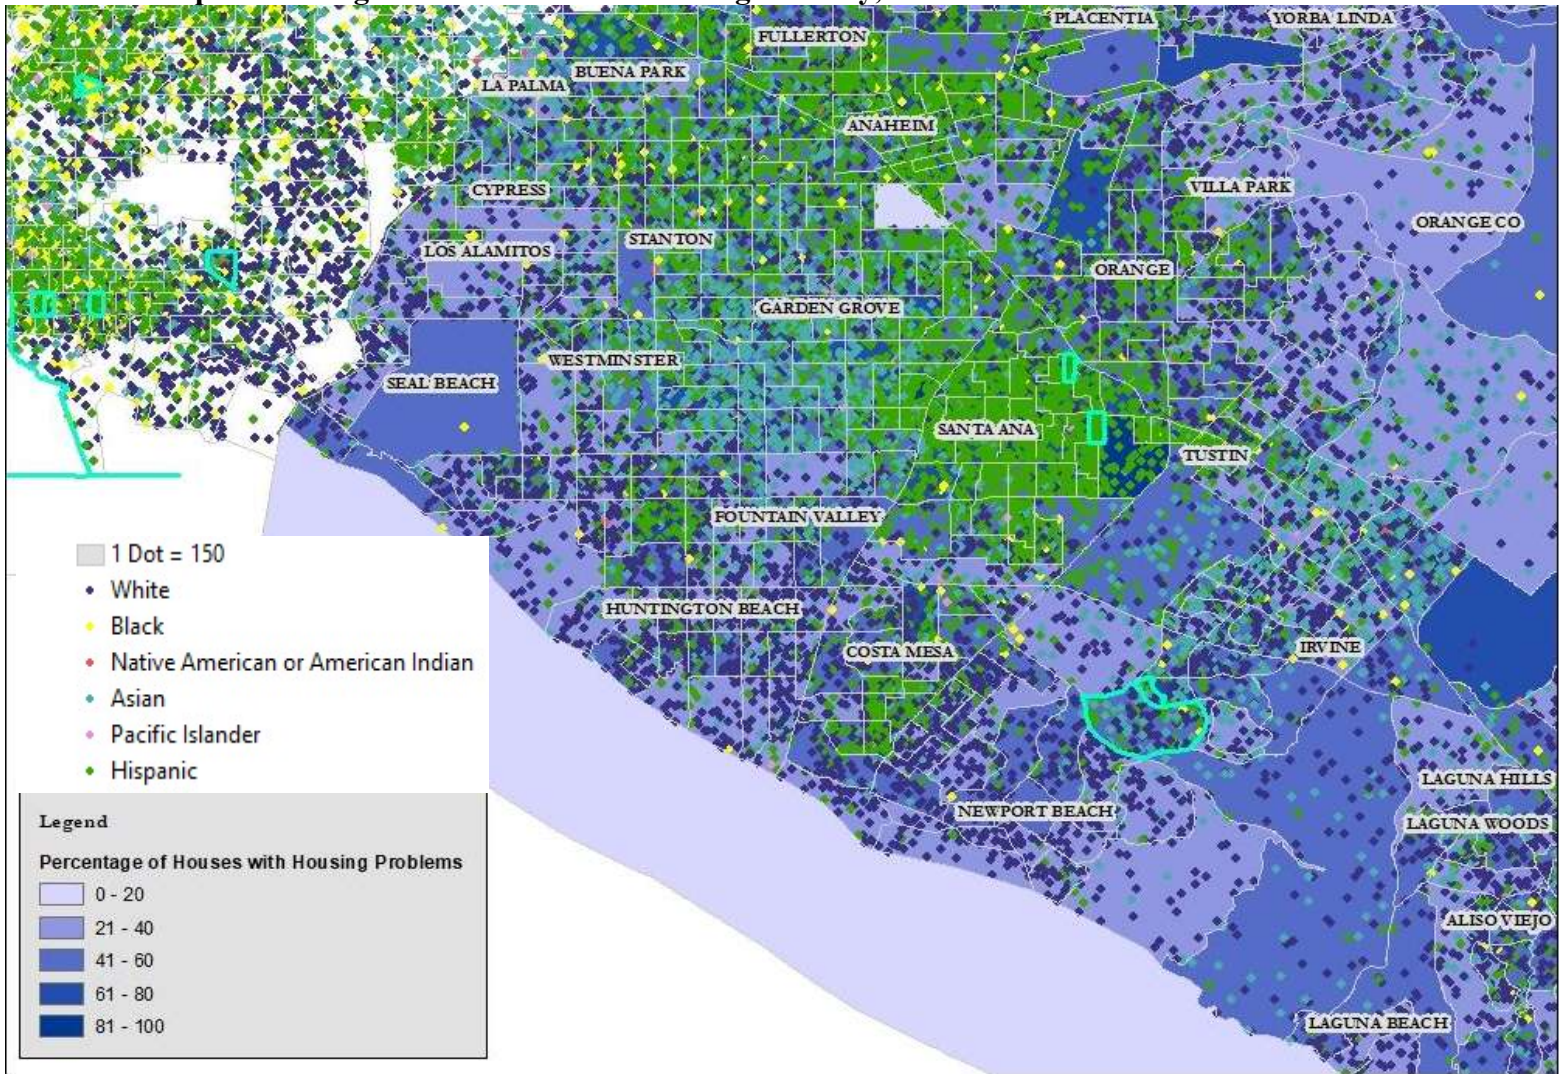 PLACENTIA
YORBA LINDA
FULLERTON
BUENA PARK
LA PALMA
ANAHEIM
CYPRESS
VILLA PARK
ORANGE CO
LOS ALAMITOS
STANTON
ORANGE
GARDEN GROVE
WESTMINSTER
SEAL BEACH
SANTA ANA
TUSTIN
FOUNTAIN VALLEY
HUNTINGTON BEACH
COSTA MESA
IRVINE
LAGUNA HILLS
NEWPORT BEACH
LAGUNA WOODS
ALISO VIEJO
LAGUNA BEACH
1 Dot = 150
White
Black
Native American or American Indian
Asian
Pacific Islander
Hispanic
Legend
Percentage of Houses with Housing Problems
0 - 20
21 - 40
41 - 60
61 - 80
81 - 100